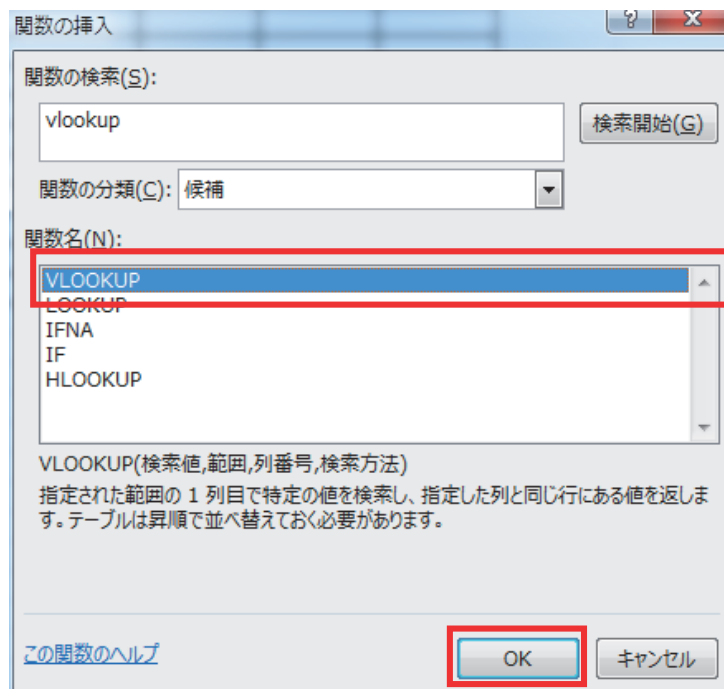 関数の挿入
?
関数の検索(S):
vlookup
検索開始(G)
関数の分類(C): 候補
関数名(N):
VLOOKUP
LOOKUP
IFNA
IF
HLOOKUP
VLOOKUP(検索値,範囲,列番号,検索方法)
指定された範囲の 1 列目で特定の値を検索し、指定した列と同じ行にある値を返しま
す。テーブルは昇順で並べ替えておく必要があります。
この関数のヘルプ
OK
キャンセル